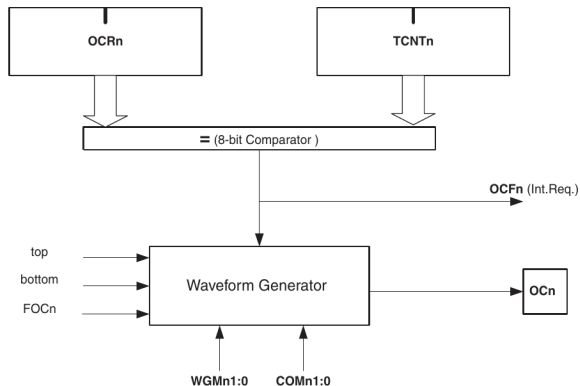 OCRn
TCNTn
= (8-bit Comparator )
OCFn (Int.Req.)
top
bottom
FOCn
Waveform Generator
OCn
WGMn1:0
COMn1:0